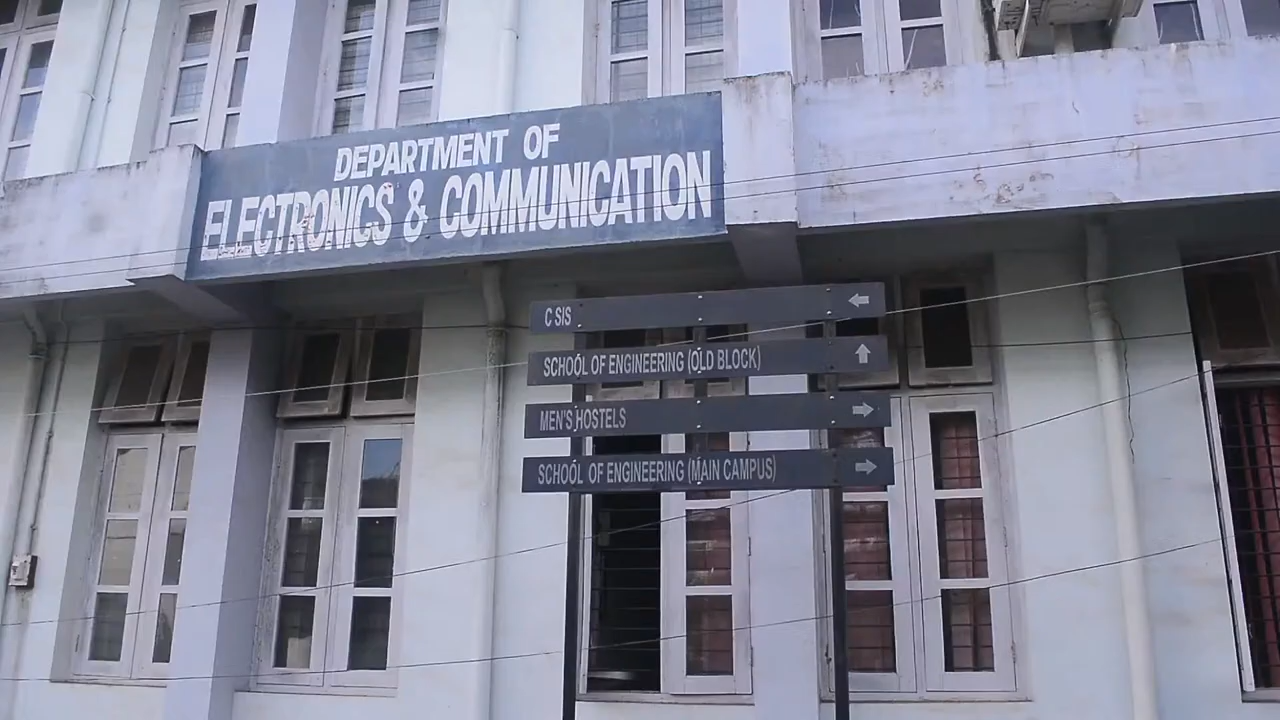 DEPARTMENT OF
ELECTRONICS & COMMUNICATION
C SIS
SCHOOL OF ENGINEERING (OLD BLOCK)
MEN'S HOSTELS
SCHOOL OF ENGINEERING (MAIN CAMPUS)